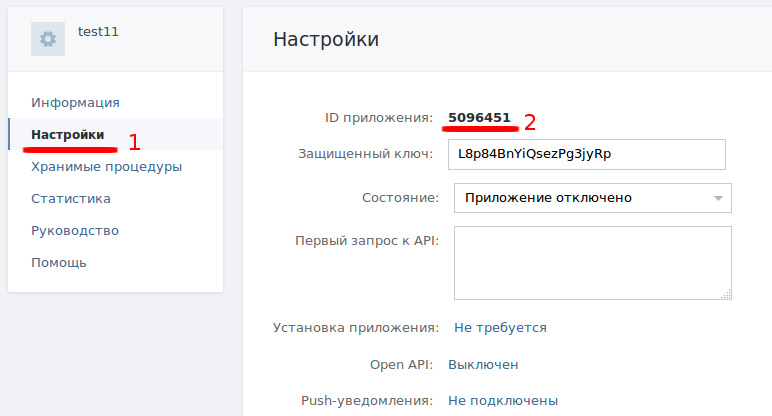 test11
Настройки
Информация
Настройки 1
Хранимые процедуры
Статистика
Руководство
Помощь
ID приложения: 5096451 2
Защищенный ключ: L8p84BnYiQsezPg3jyRp
Состояние: Приложение отключено
Первый запрос к API:
Установка приложения: Не требуется
Open API: Выключен
Push-уведомления: Не подключены